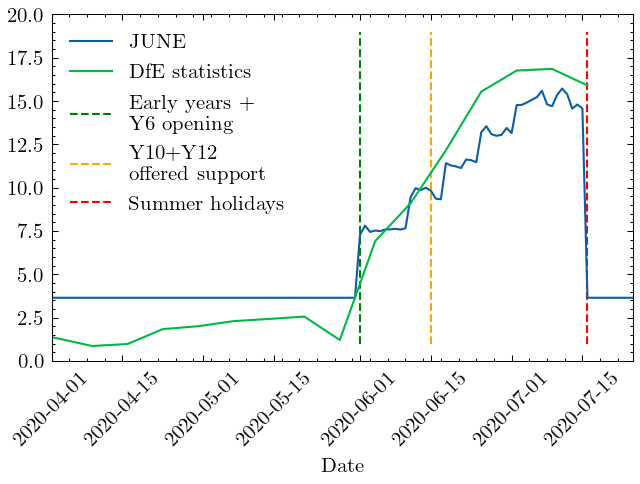 20.0
17.5
15.0
12.5
10.0
7.5
5.0
2.5
0.0
JUNE
DfE statistics
Early years +
Y6 opening
Y10+Y12
offered support
Summer holidays
2020-04-01
2020-04-15
2020-05-01
2020-05-15
2020-06-01
2020-06-15
2020-07-01
2020-07-15
Date